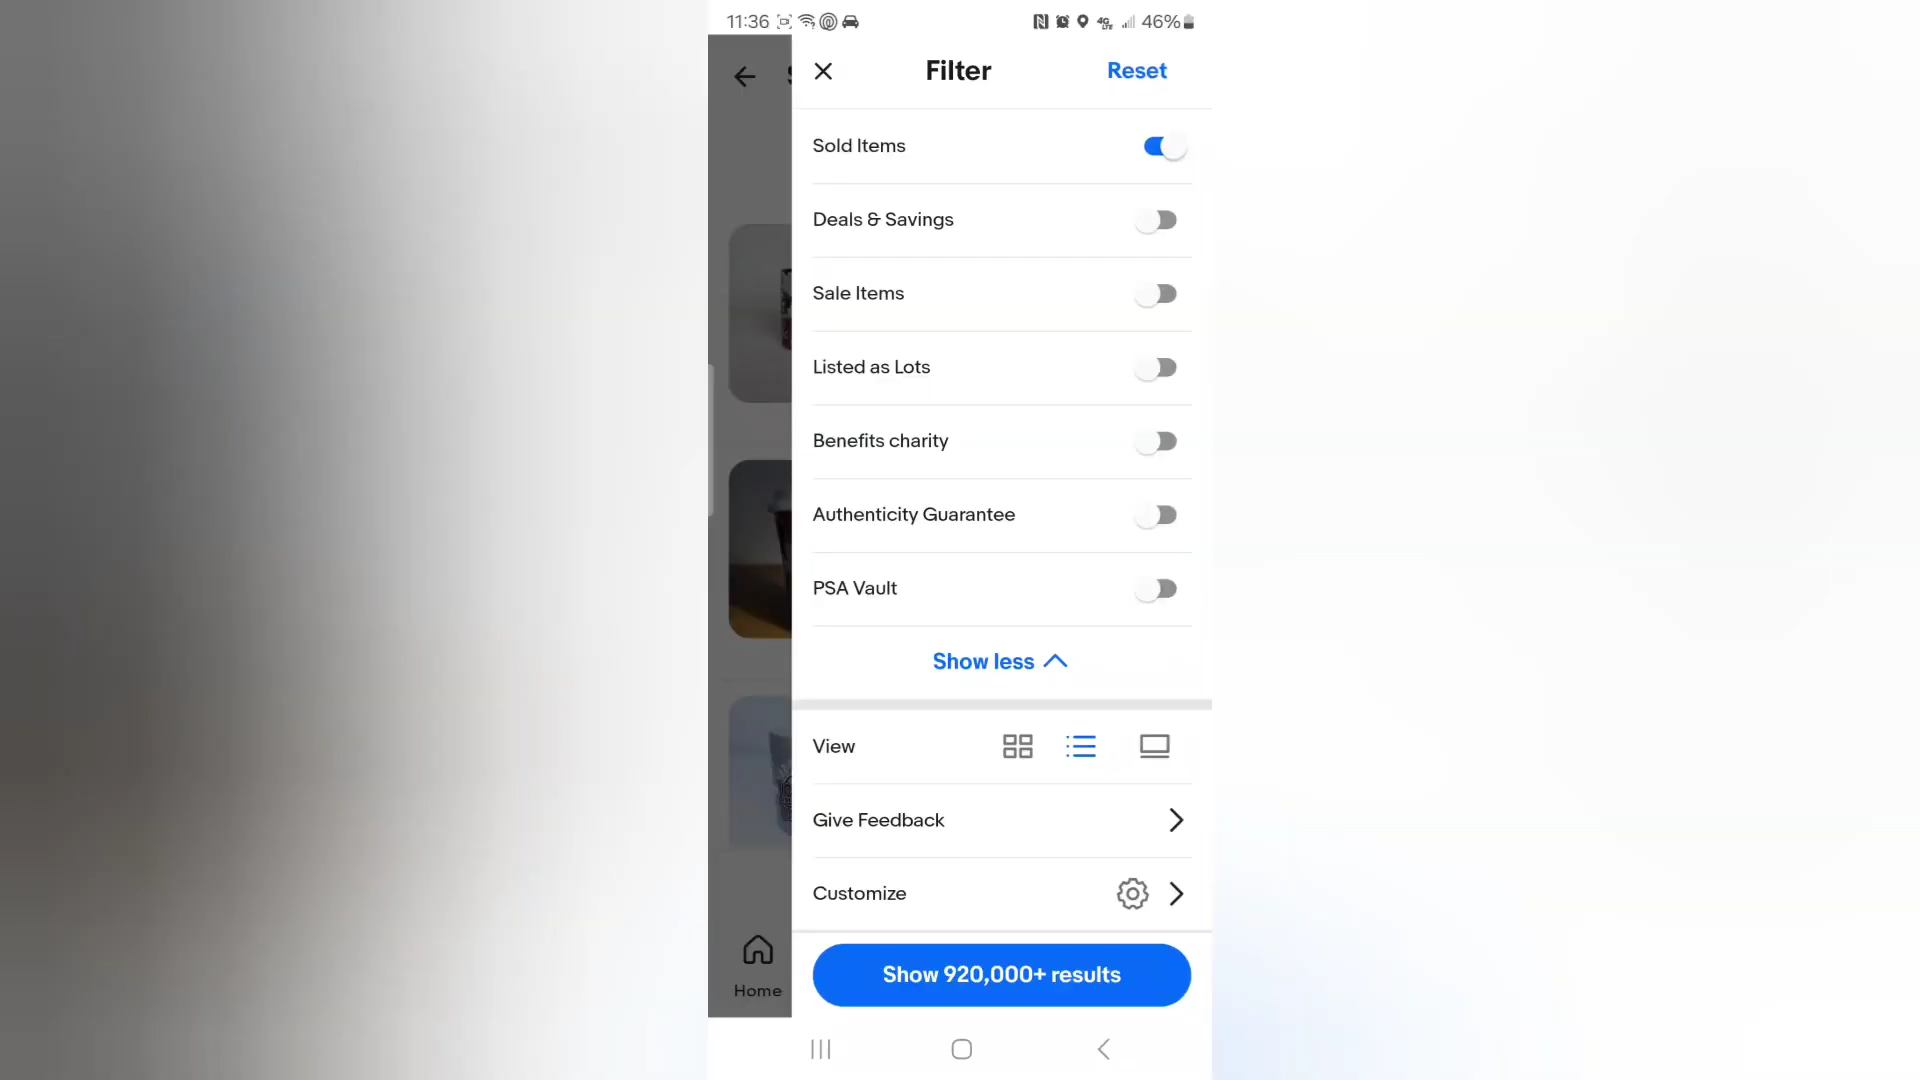 11:36 46%
Filter Reset
Sold Items
Deals & Savings
Sale Items
Listed as Lots
Benefits charity
Authenticity Guarantee
PSA Vault
Show less
View
Give Feedback
Customize
Show 920,000+ results
Home